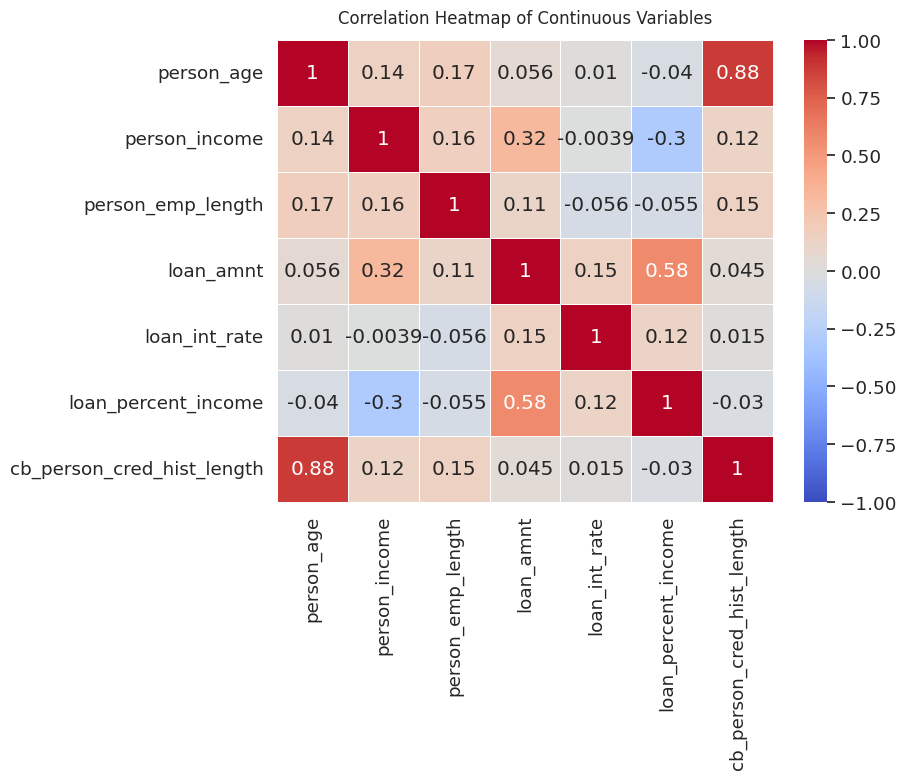 Correlation Heatmap of Continuous Variables
person_age 1 0.14 0.17 0.056 0.01 -0.04 0.88
person_income 0.14 1 0.16 0.32 -0.0039 -0.3 0.12
person_emp_length 0.17 0.16 1 0.11 -0.056 -0.055 0.15
loan_amnt 0.056 0.32 0.11 1 0.15 0.58 0.045
loan_int_rate 0.01 -0.0039 -0.056 0.15 1 0.12 0.015
loan_percent_income -0.04 -0.3 -0.055 0.58 0.12 1 -0.03
cb_person_cred_hist_length 0.88 0.12 0.15 0.045 0.015 -0.03 1
person_age
person_income
person_emp_length
loan_amnt
loan_int_rate
loan_percent_income
cb_person_cred_hist_length
1.00
0.75
0.50
0.25
0.00
−0.25
−0.50
−0.75
−1.00